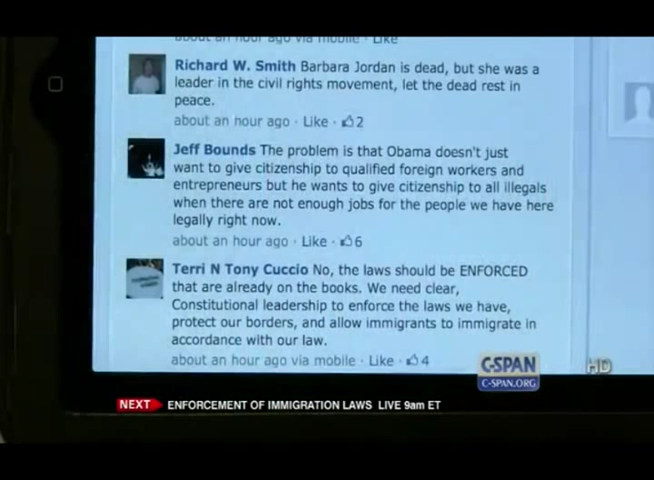 about an hour ago via mobile · Like
Richard W. Smith Barbara Jordan is dead, but she was a
leader in the civil rights movement, let the dead rest in
peace.
about an hour ago · Like · 2
Jeff Bounds The problem is that Obama doesn't just
want to give citizenship to qualified foreign workers and
entrepreneurs but he wants to give citizenship to all illegals
when there are not enough jobs for the people we have here
legally right now.
about an hour ago · Like · 6
Terri N Tony Cuccio No, the laws should be ENFORCED
that are already on the books. We need clear,
Constitutional leadership to enforce the laws we have,
protect our borders, and allow immigrants to immigrate in
accordance with our law.
about an hour ago via mobile · Like · 4
C-SPAN
C-SPAN.ORG
HD
NEXT ENFORCEMENT OF IMMIGRATION LAWS LIVE 9am ET